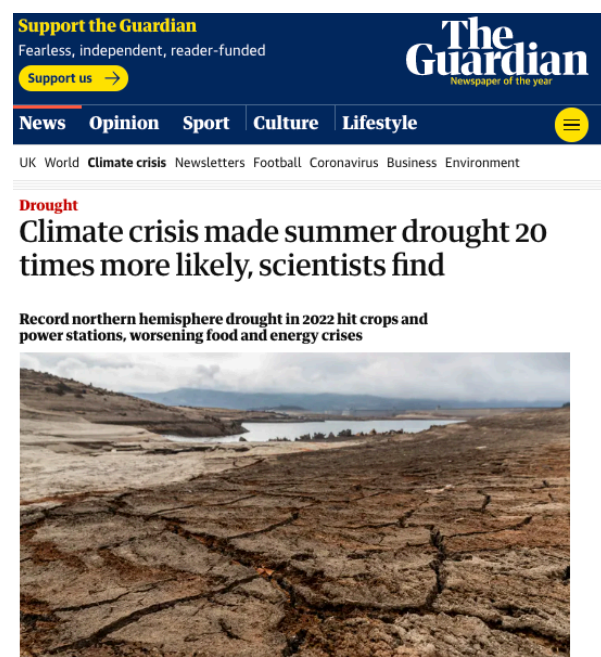 Support the Guardian
Fearless, independent, reader-funded
Support us
The
Guardian
Newspaper of the year
News Opinion Sport Culture Lifestyle
UK World Climate crisis Newsletters Football Coronavirus Business Environment
Drought
Climate crisis made summer drought 20
times more likely, scientists find
Record northern hemisphere drought in 2022 hit crops and
power stations, worsening food and energy crises